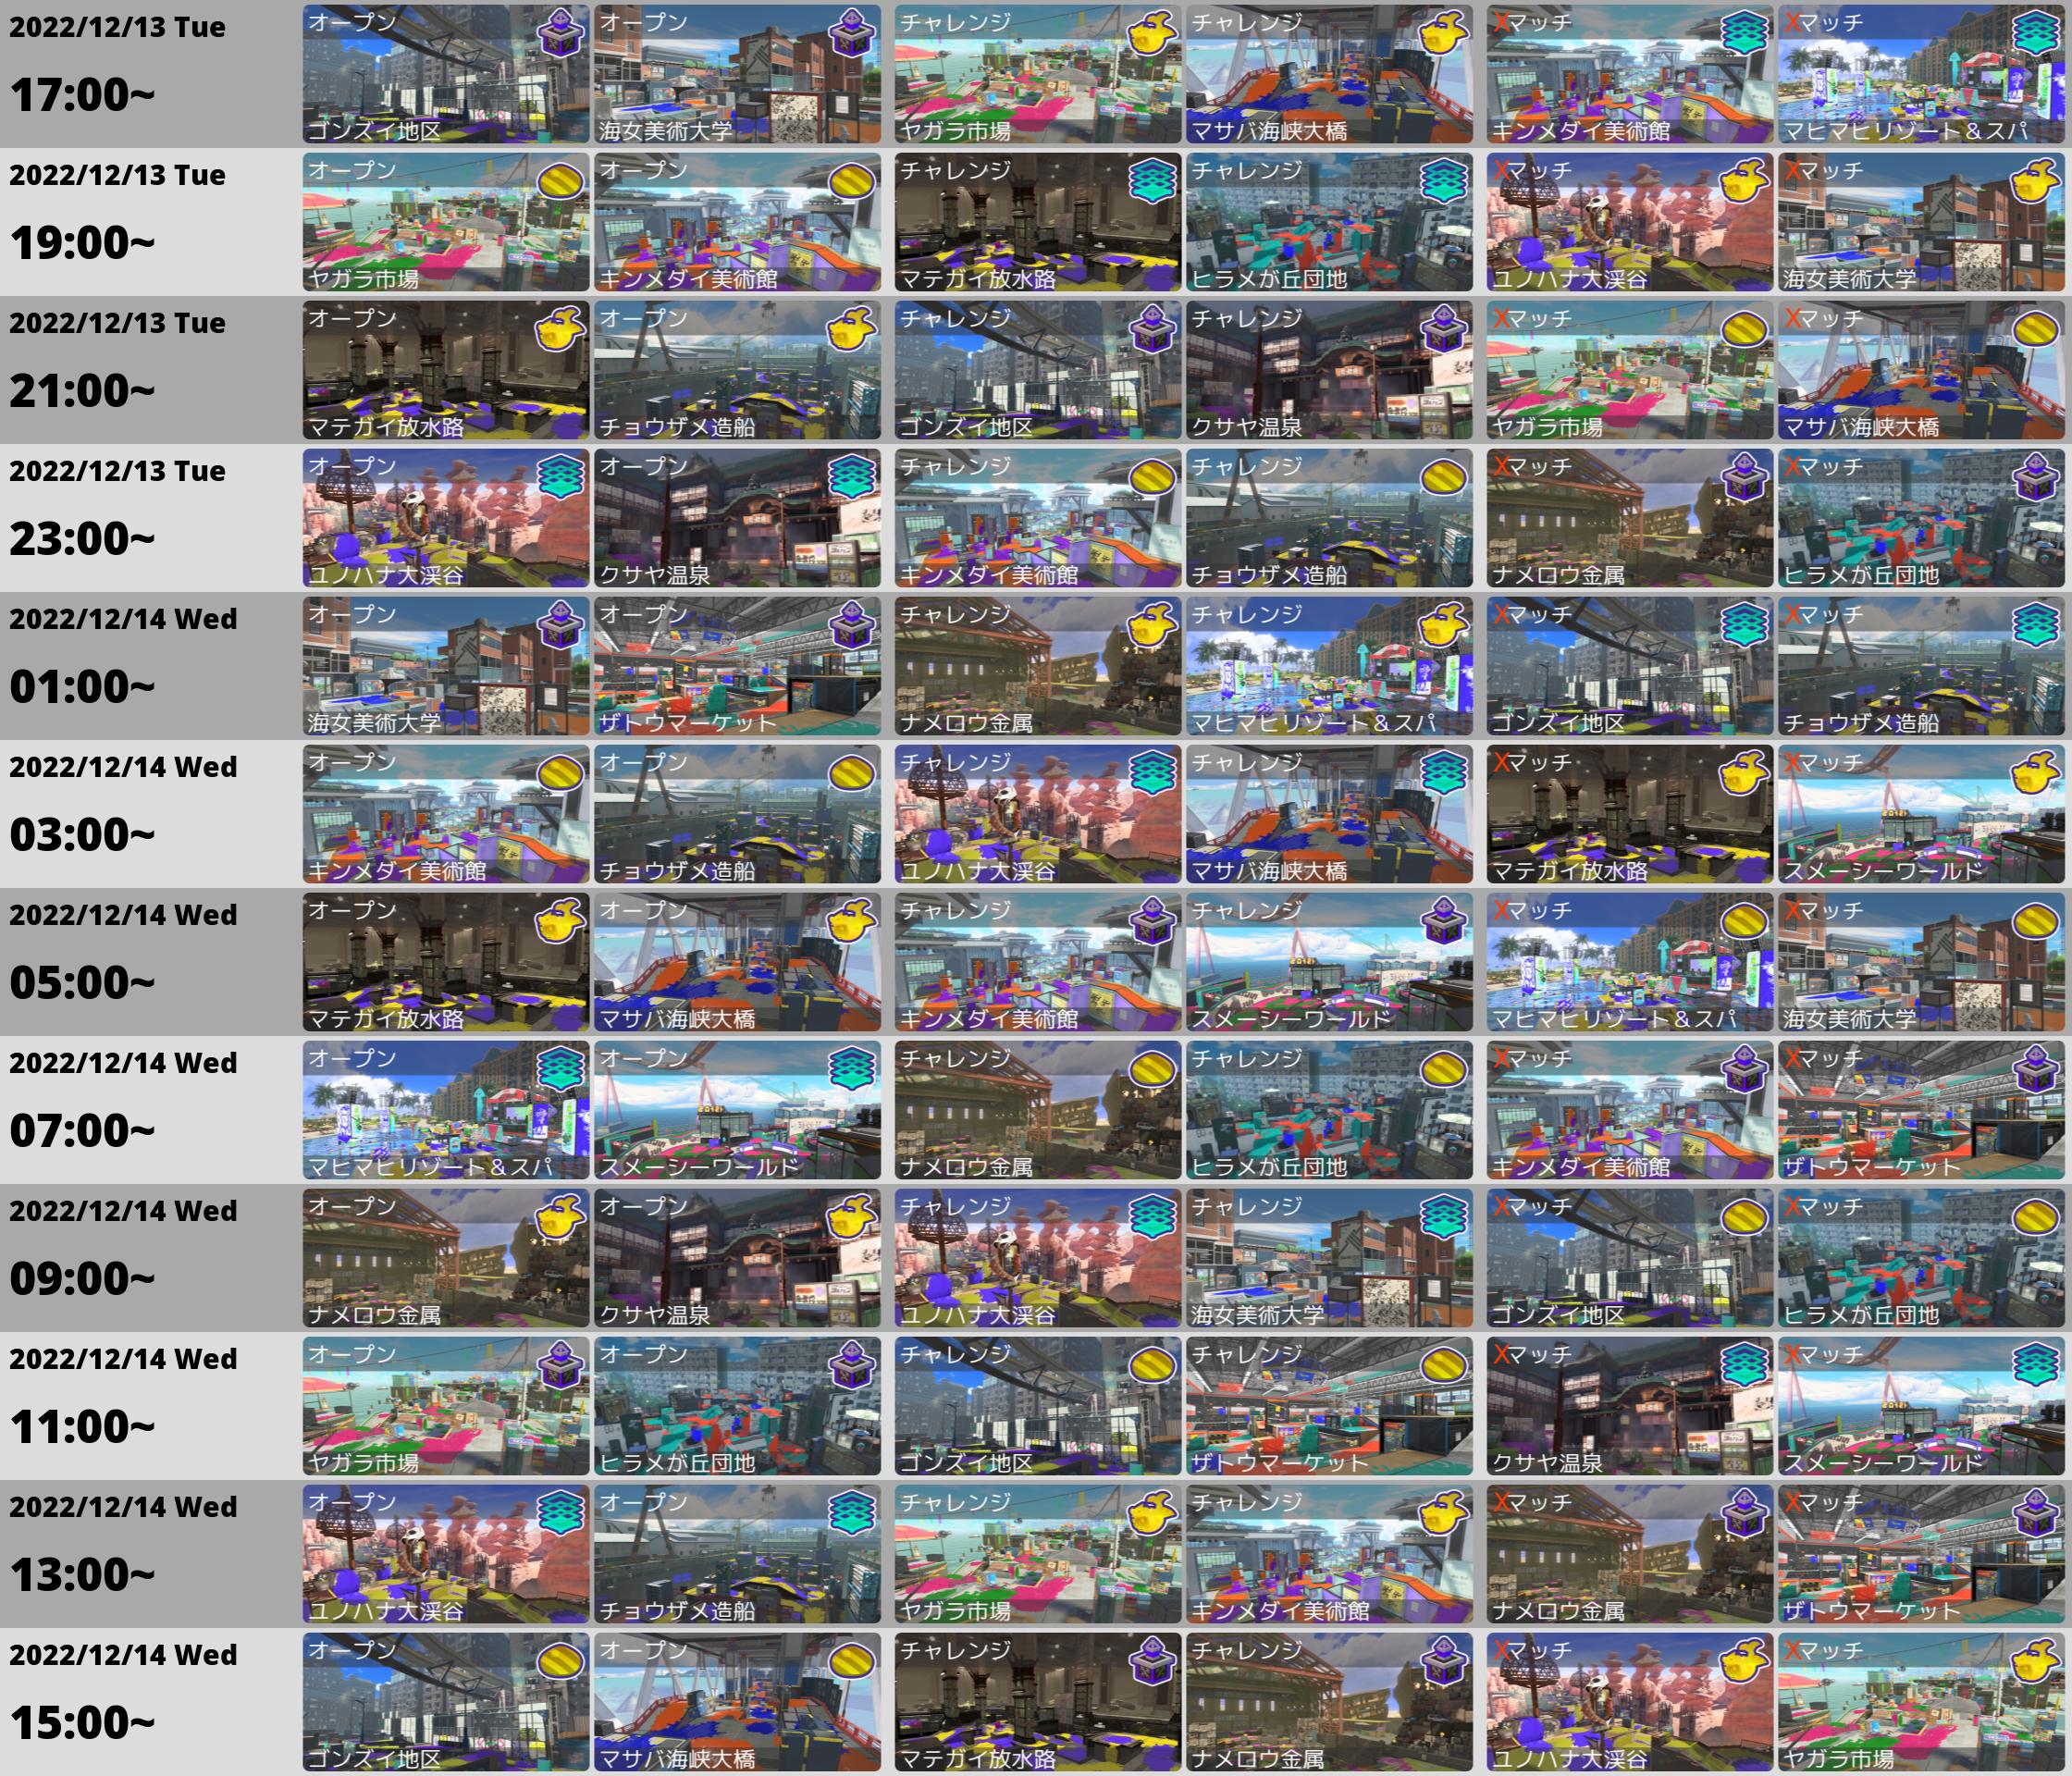 2022/12/13 Tue
17:00~
オープン オープン チャレンジ チャレンジ Xマッチ Xマッチ
ゴンズイ地区 海女美術大学 ヤガラ市場 マサバ海峡大橋 キンメダイ美術館 マヒマヒリゾート＆スパ
2022/12/13 Tue
19:00~
オープン オープン チャレンジ チャレンジ Xマッチ Xマッチ
ヤガラ市場 キンメダイ美術館 マテガイ放水路 ヒラメが丘団地 ユノハナ大渓谷 海女美術大学
2022/12/13 Tue
21:00~
オープン オープン チャレンジ チャレンジ Xマッチ Xマッチ
マテガイ放水路 チョウザメ造船 ゴンズイ地区 クサヤ温泉 ヤガラ市場 マサバ海峡大橋
2022/12/13 Tue
23:00~
オープン オープン チャレンジ チャレンジ Xマッチ Xマッチ
ユノハナ大渓谷 クサヤ温泉 キンメダイ美術館 チョウザメ造船 ナメロウ金属 ヒラメが丘団地
2022/12/14 Wed
01:00~
オープン オープン チャレンジ チャレンジ Xマッチ Xマッチ
海女美術大学 ザトウマーケット ナメロウ金属 マヒマヒリゾート＆スパ ゴンズイ地区 チョウザメ造船
2022/12/14 Wed
03:00~
オープン オープン チャレンジ チャレンジ Xマッチ Xマッチ
キンメダイ美術館 チョウザメ造船 ユノハナ大渓谷 マサバ海峡大橋 マテガイ放水路 スメーシーワールド
2022/12/14 Wed
05:00~
オープン オープン チャレンジ チャレンジ Xマッチ Xマッチ
マテガイ放水路 マサバ海峡大橋 キンメダイ美術館 スメーシーワールド マヒマヒリゾート＆スパ 海女美術大学
2022/12/14 Wed
07:00~
オープン オープン チャレンジ チャレンジ Xマッチ Xマッチ
マヒマヒリゾート＆スパ スメーシーワールド ナメロウ金属 ヒラメが丘団地 キンメダイ美術館 ザトウマーケット
2022/12/14 Wed
09:00~
オープン オープン チャレンジ チャレンジ Xマッチ Xマッチ
ナメロウ金属 クサヤ温泉 ユノハナ大渓谷 海女美術大学 ゴンズイ地区 ヒラメが丘団地
2022/12/14 Wed
11:00~
オープン オープン チャレンジ チャレンジ Xマッチ Xマッチ
ヤガラ市場 ヒラメが丘団地 ゴンズイ地区 ザトウマーケット クサヤ温泉 スメーシーワールド
2022/12/14 Wed
13:00~
オープン オープン チャレンジ チャレンジ Xマッチ Xマッチ
ユノハナ大渓谷 チョウザメ造船 ヤガラ市場 キンメダイ美術館 ナメロウ金属 ザトウマーケット
2022/12/14 Wed
15:00~
オープン オープン チャレンジ チャレンジ Xマッチ Xマッチ
ゴンズイ地区 マサバ海峡大橋 マテガイ放水路 ナメロウ金属 ユノハナ大渓谷 ヤガラ市場